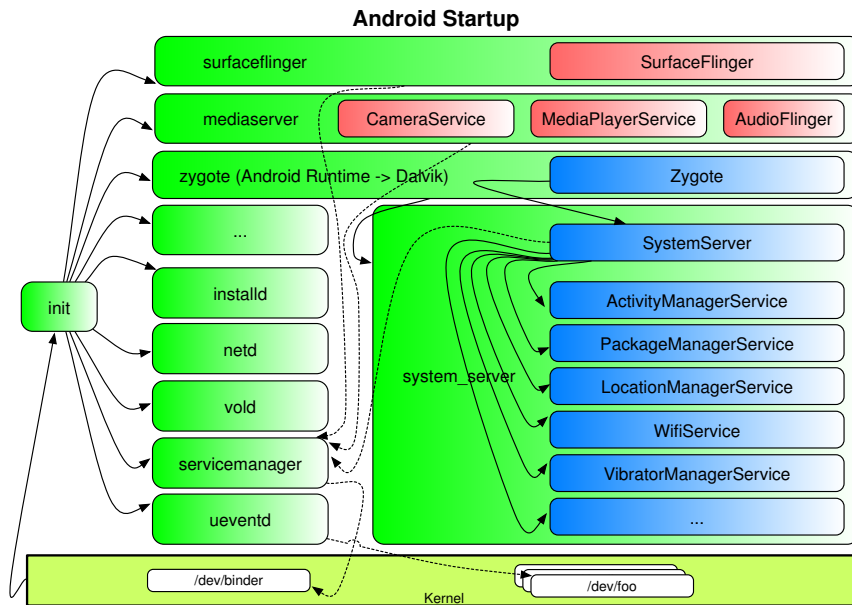 Android Startup
surfaceflinger
SurfaceFlinger
mediaserver
CameraService
MediaPlayerService
AudioFlinger
zygote (Android Runtime -> Dalvik)
Zygote
...
SystemServer
init
installd
ActivityManagerService
netd
PackageManagerService
system_server
LocationManagerService
vold
WifiService
servicemanager
VibratorManagerService
ueventd
...
/dev/binder
/dev/foo
Kernel